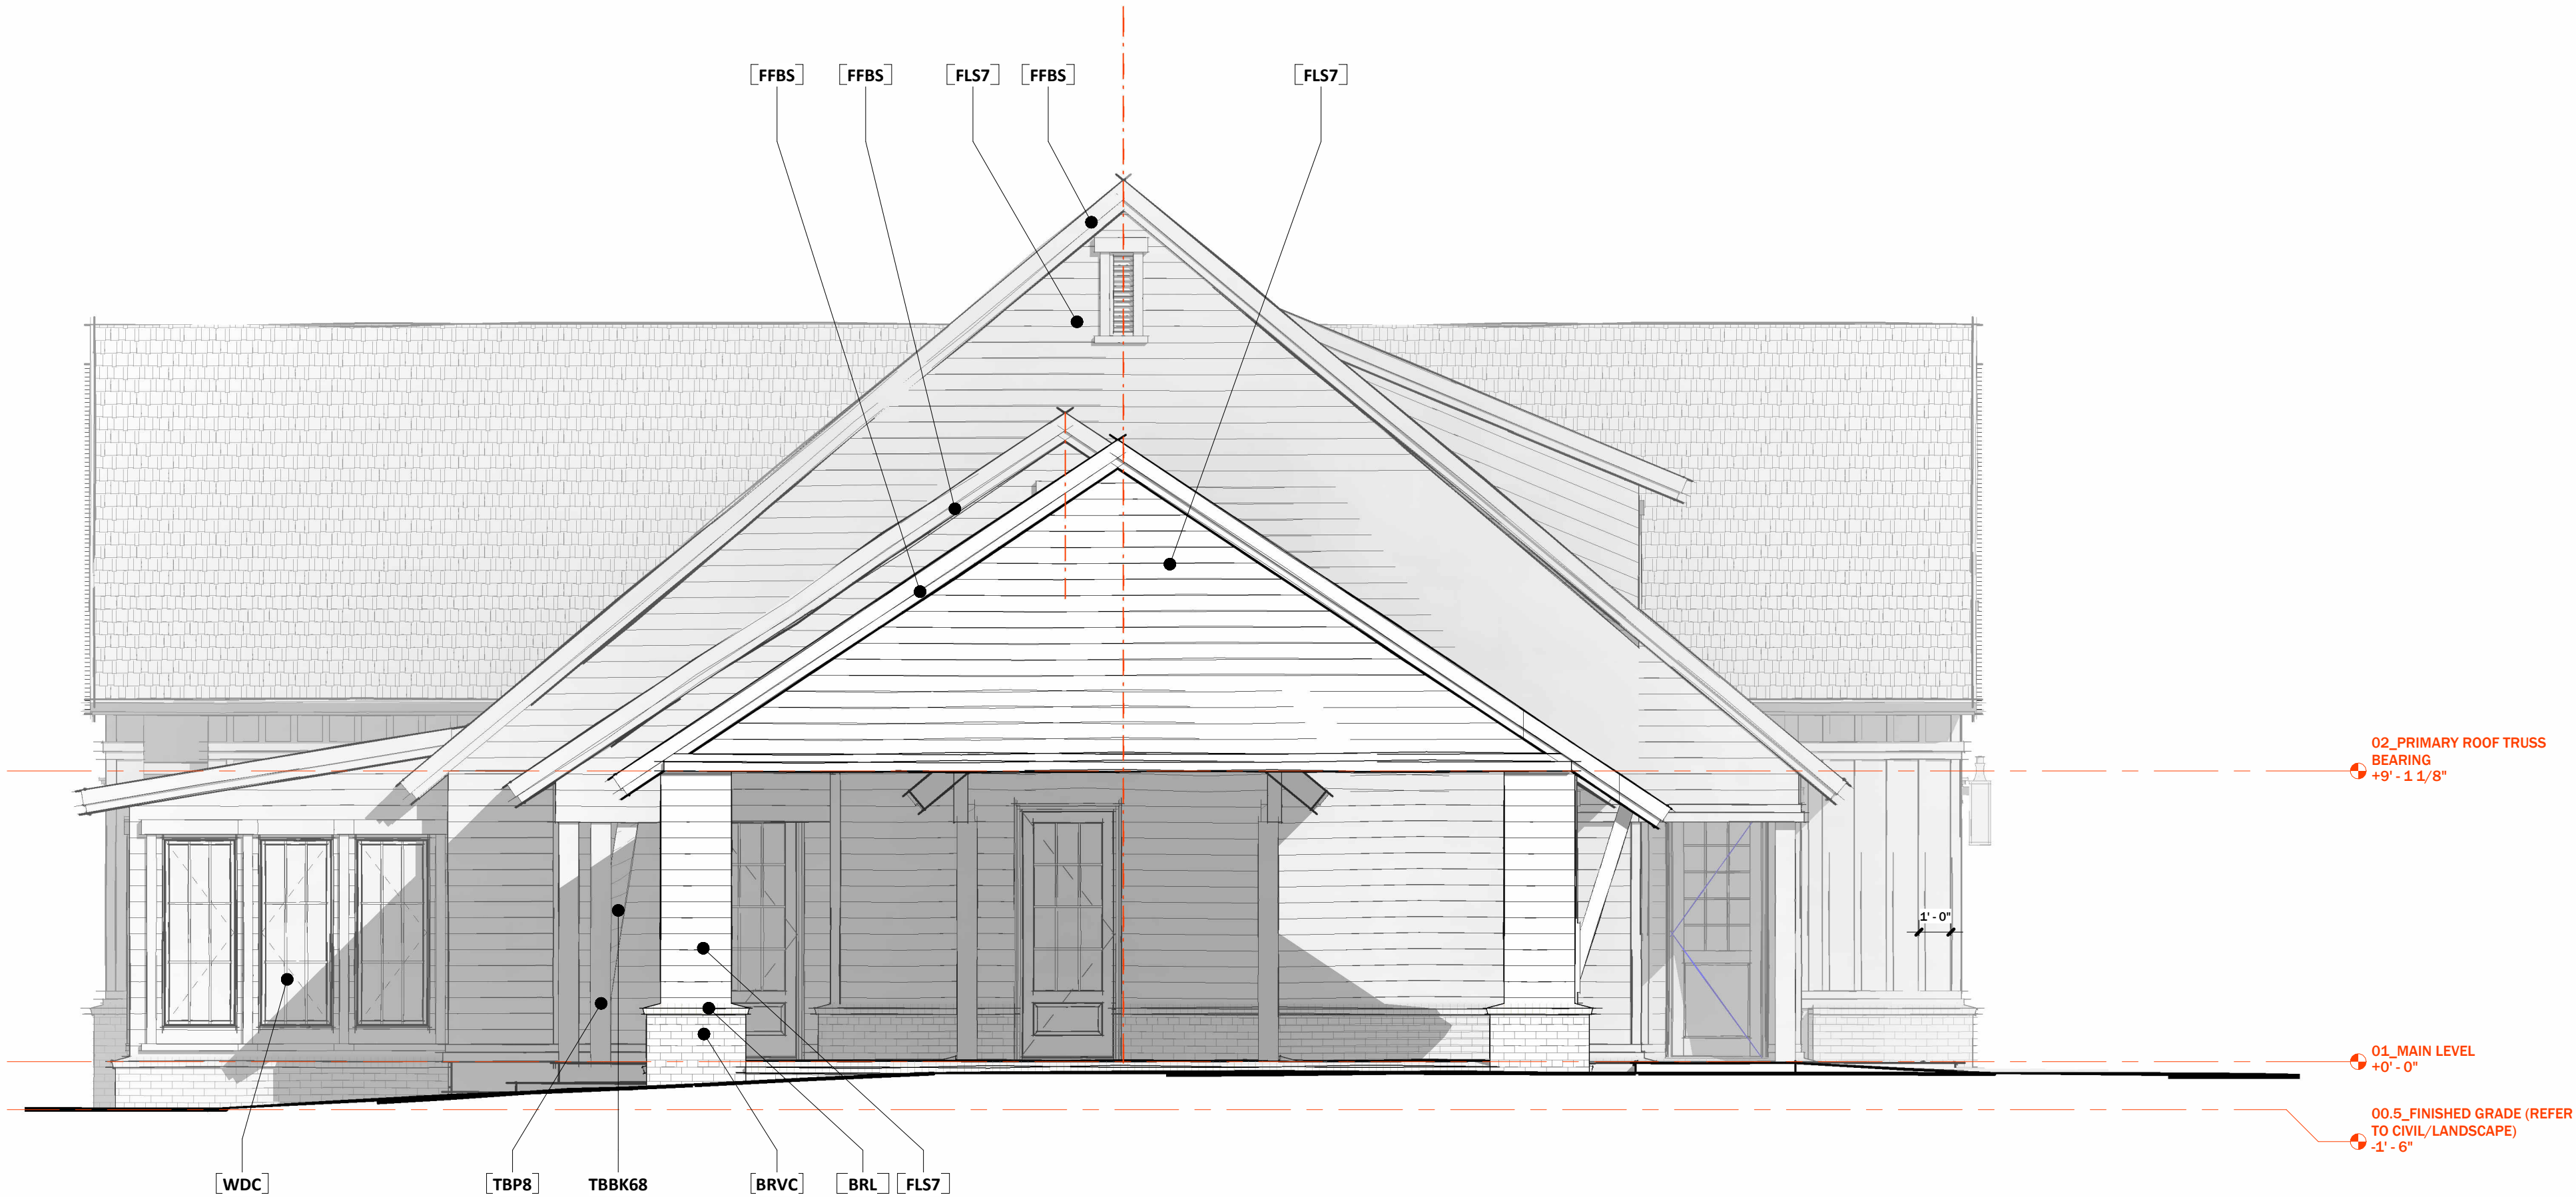 FFBS
FFBS
FLS7
FFBS
FLS7
02_PRIMARY ROOF TRUSS
BEARING
+9' - 1 1/8"
1' - 0"
01_MAIN LEVEL
+0' - 0"
?
00.5_FINISHED GRADE (REFER
TO CIVIL/LANDSCAPE)
-1' - 6"
WDC
TBP8
TBBK68
BRVC
BRL
FLS7